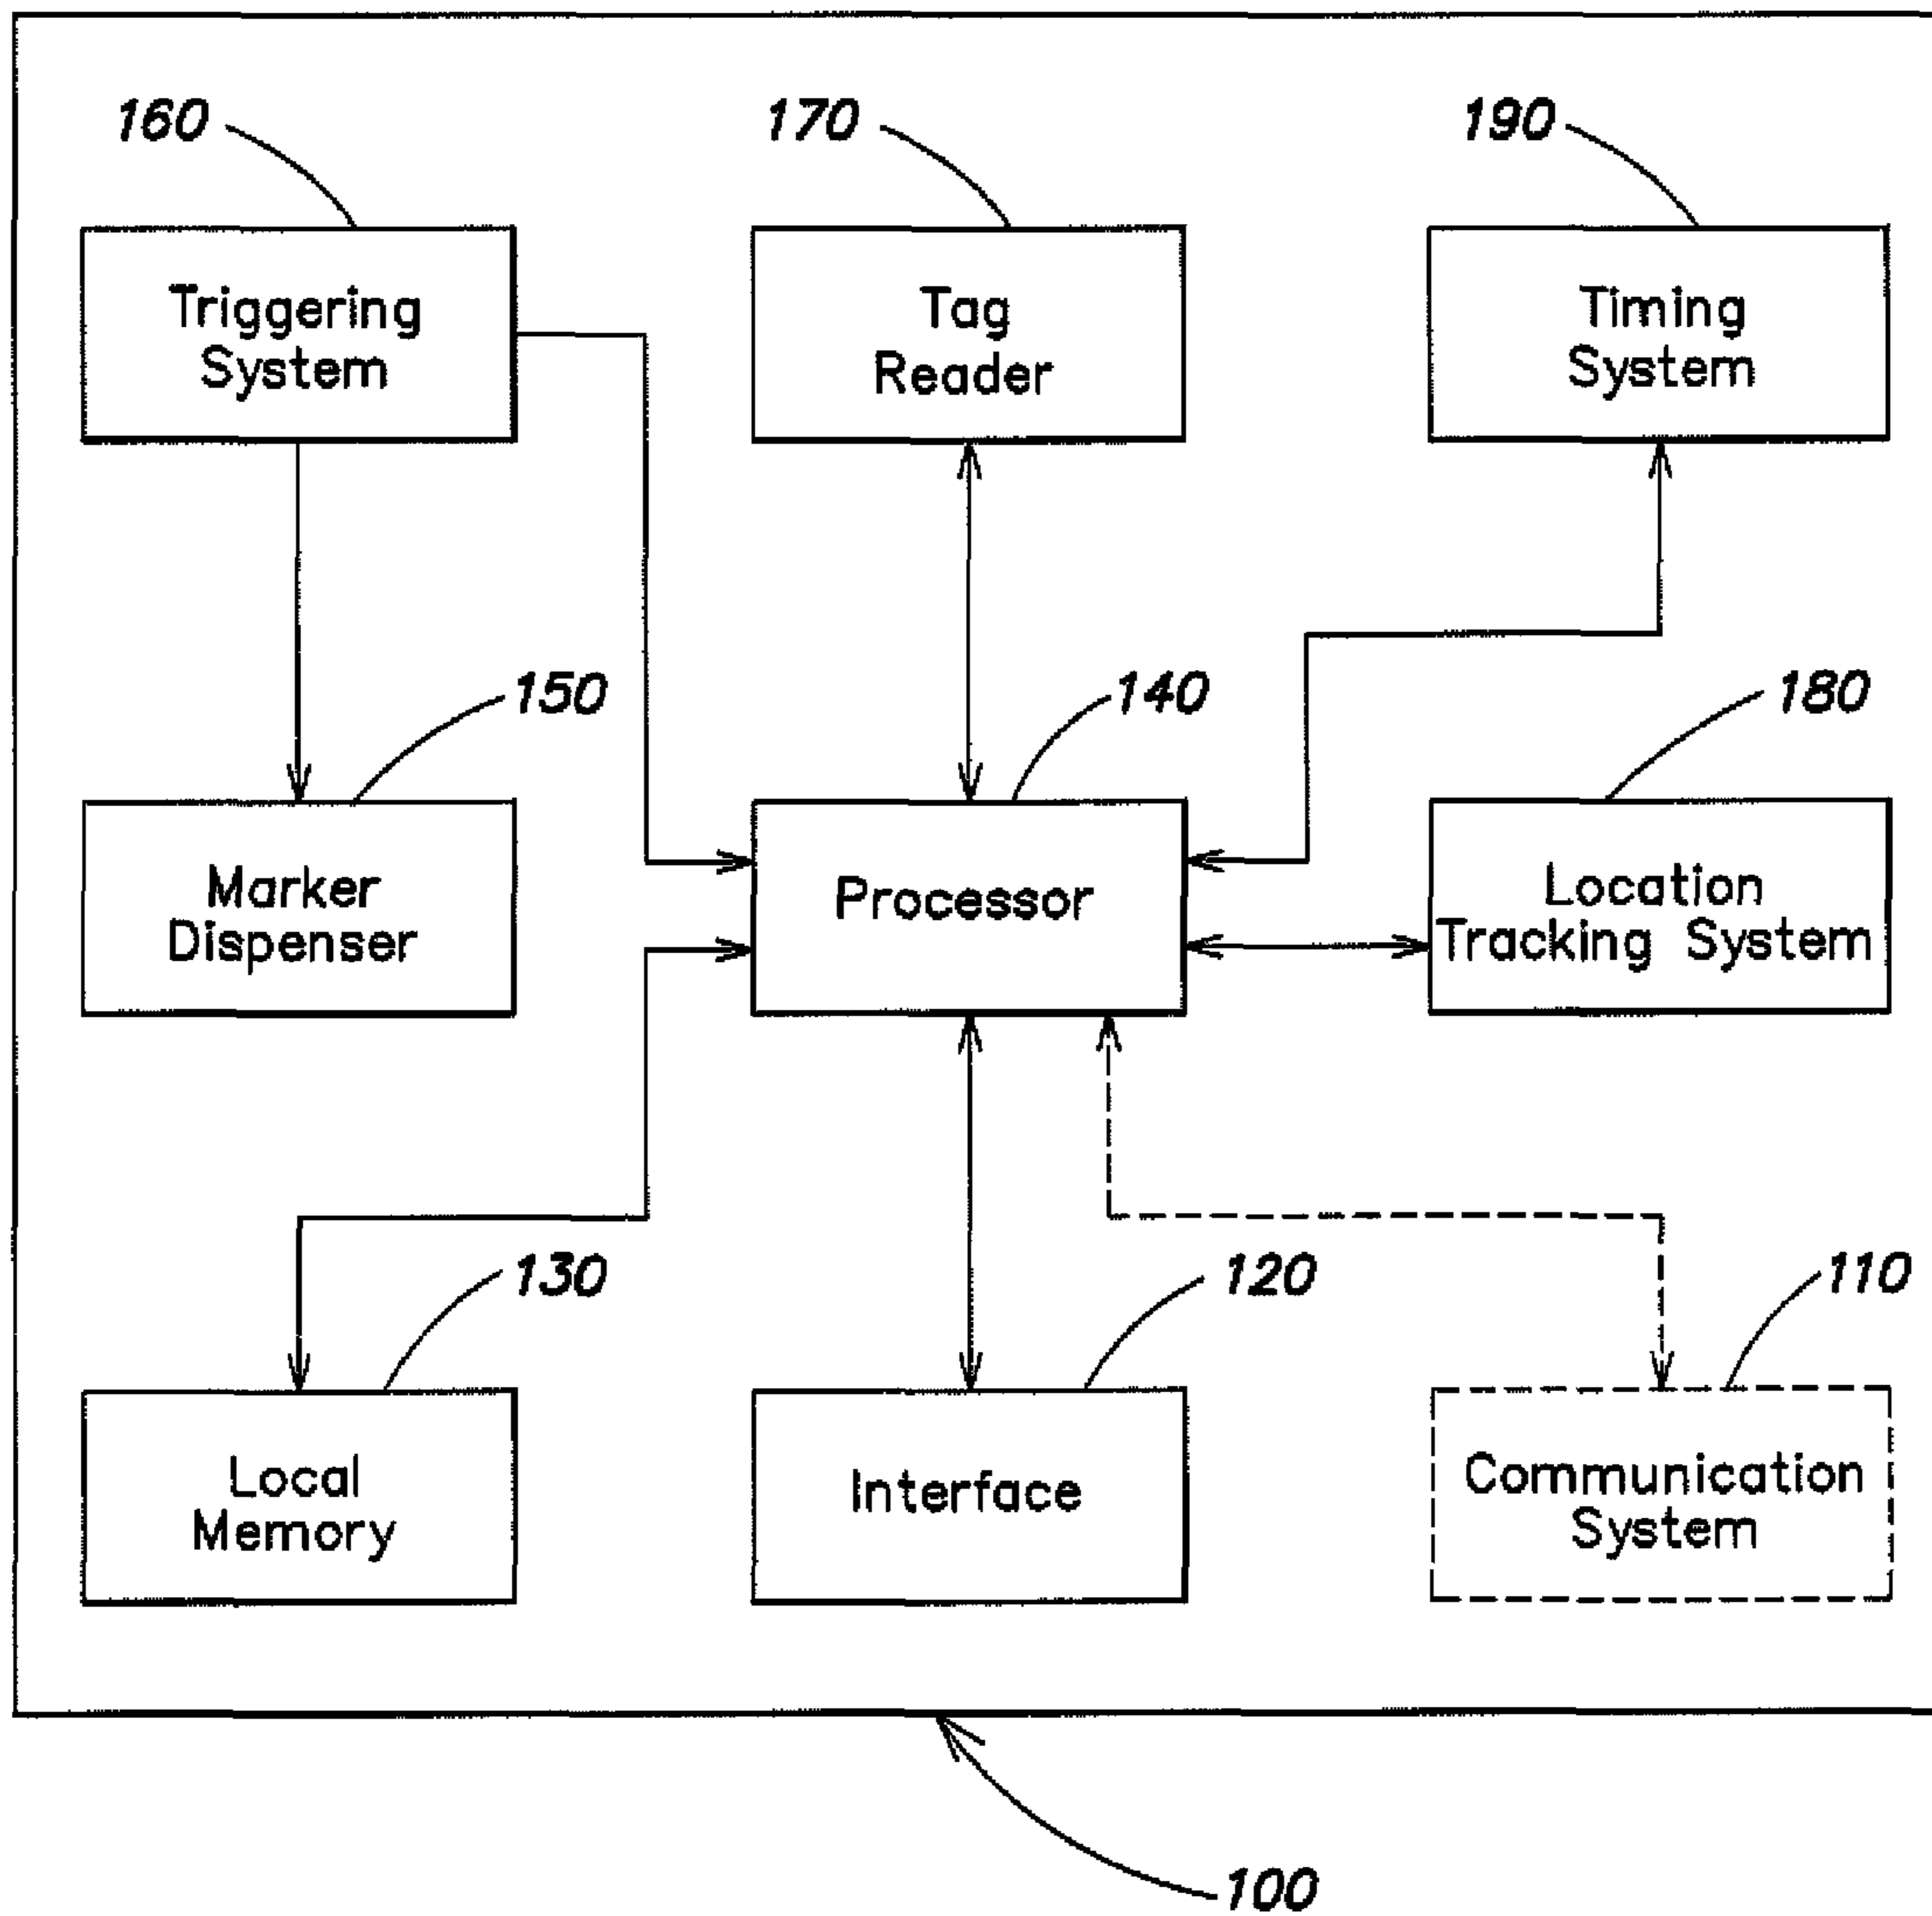 160
170
190
Triggering
System
Tag
Reader
Timing
System
150
140
180
Marker
Dispenser
Processor
Location
Tracking System
130
120
110
Local
Memory
Interface
Communication
System
100